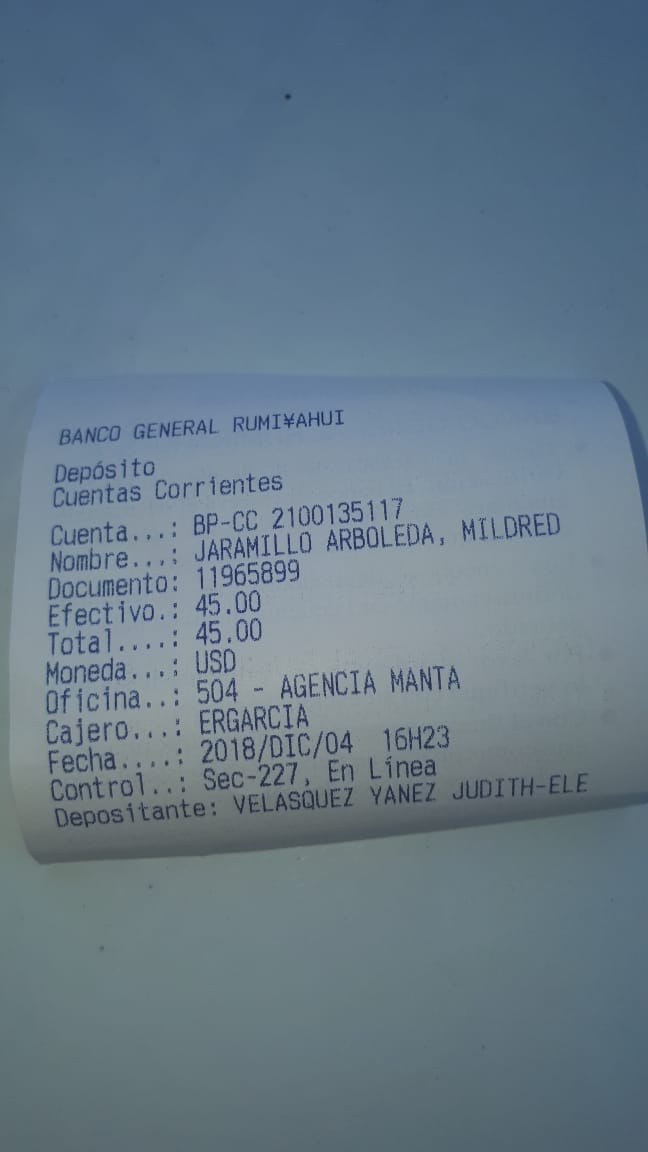 BANCO GENERAL RUMI¥AHUI
Depósito
Cuentas Corrientes
Cuenta...: BP-CC 2100135117
Nombre...: JARAMILLO ARBOLEDA, MILDRED
Documento: 11965899
Efectivo.: 45.00
Total....: 45.00
Moneda...: USD
Oficina..: 504 - AGENCIA MANTA
Cajero...: ERGARCIA
Fecha....: 2018/DIC/04 16H23
Control..: Sec-227, En Línea
Depositante: VELASQUEZ YANEZ JUDITH-ELE